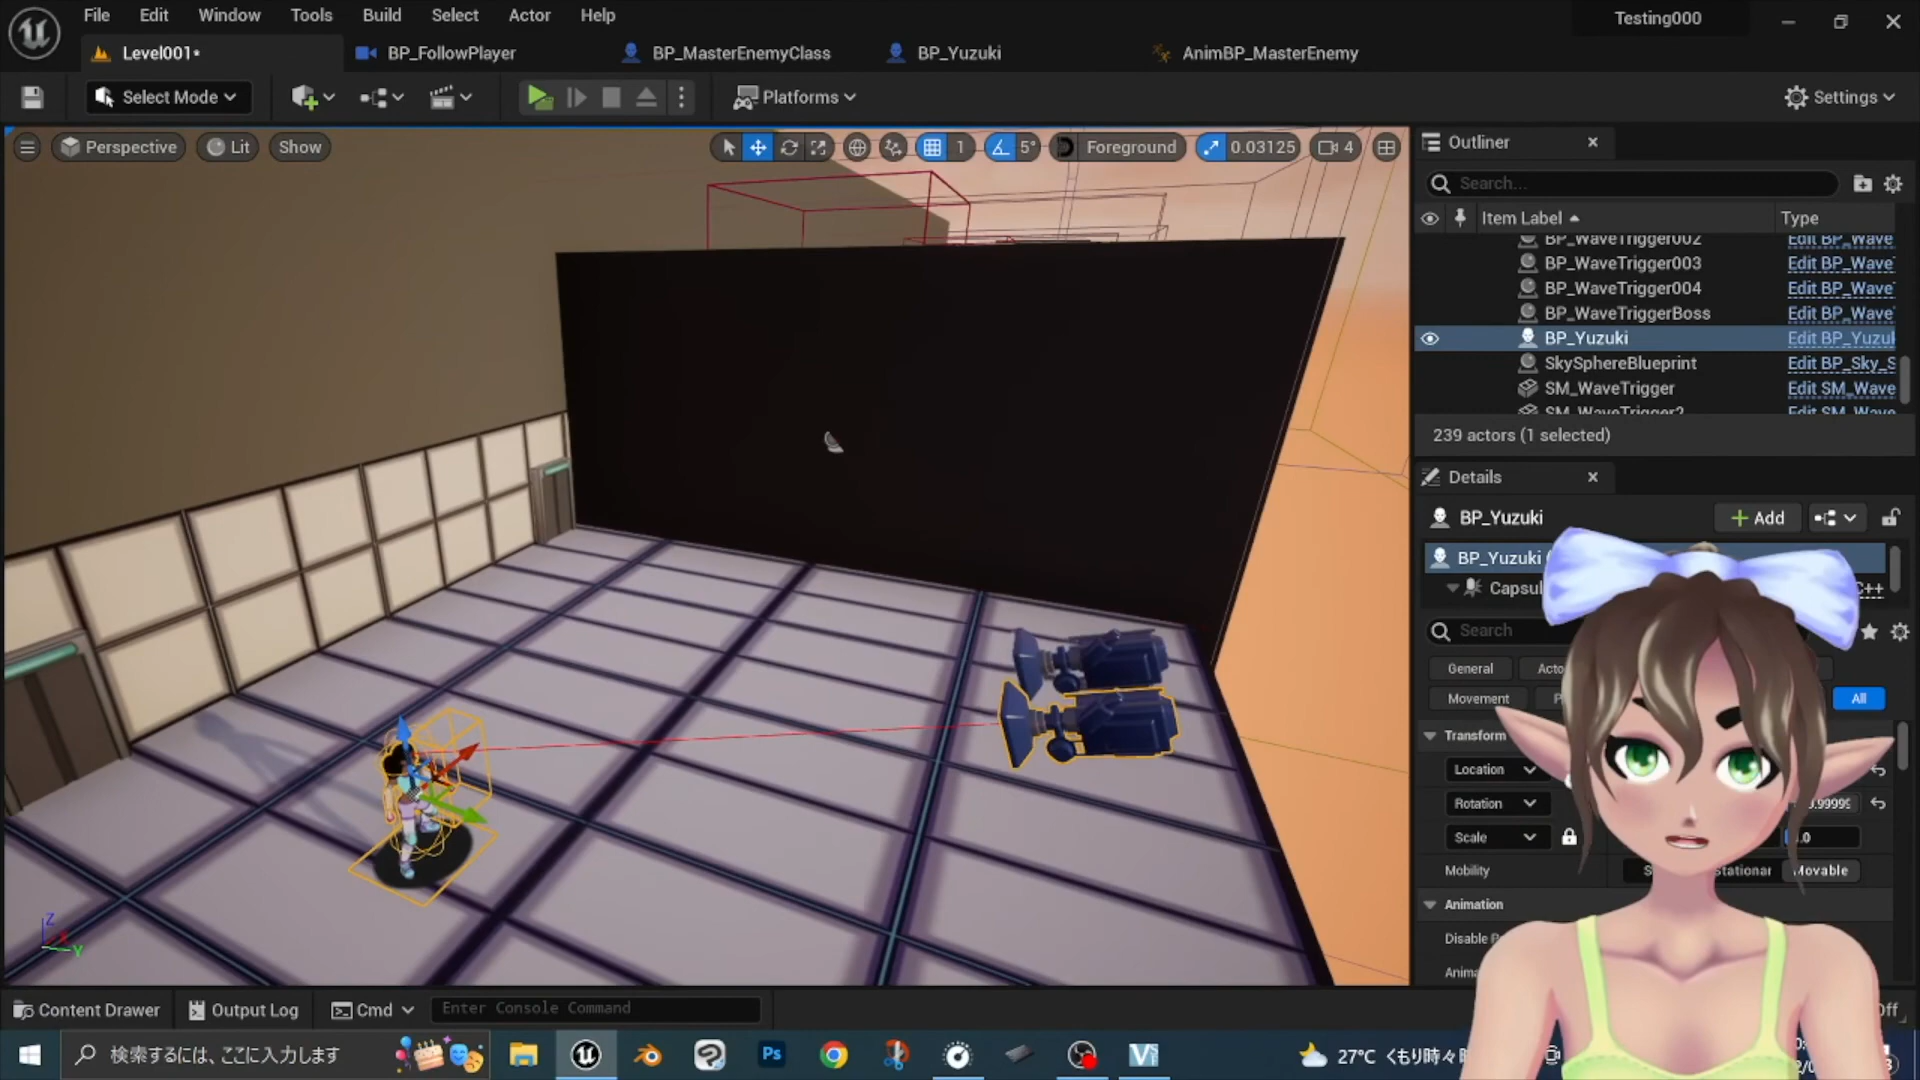 File Edit Window Tools Build Select Actor Help
Testing000
Level001*
BP_FollowPlayer
BP_MasterEnemyClass
BP_Yuzuki
AnimBP_MasterEnemy
Select Mode
Platforms
Settings
Perspective
Lit
Show
1
5°
Foreground
0.03125
4
Outliner
Search...
Item Label
Type
BP_WaveTrigger002
Edit BP_Wave
BP_WaveTrigger003
Edit BP_Wave
BP_WaveTrigger004
Edit BP_Wave
BP_WaveTriggerBoss
Edit BP_Wave
BP_Yuzuki
Edit BP_Yuzuk
SkySphereBlueprint
Edit BP_Sky_S
SM_WaveTrigger
Edit SM_Wave
SM_WaveTrigger2
Edit SM_Wave
239 actors (1 selected)
Details
BP_Yuzuki
Add
BP_Yuzuki (
Capsul
C++
Search
General
Acto
Movement
P
All
Transform
Location
Rotation
9.99999
Scale
Mobility
S
Stationar
Movable
Animation
Disable P
Anima
Z
Y
Content Drawer
Output Log
Cmd
Enter Console Command
Off
検索するには、ここに入力します
Ps
27°C くもり時々